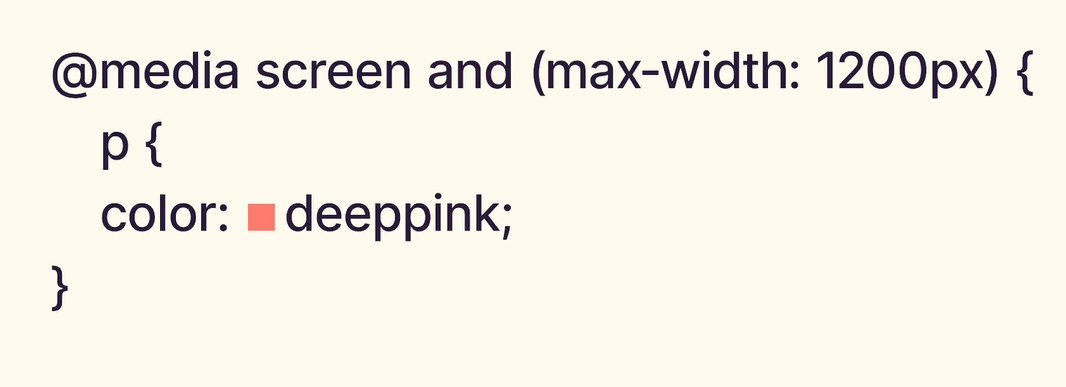 @media screen and (max-width: 1200px) {
    p {
    color: deeppink;
}